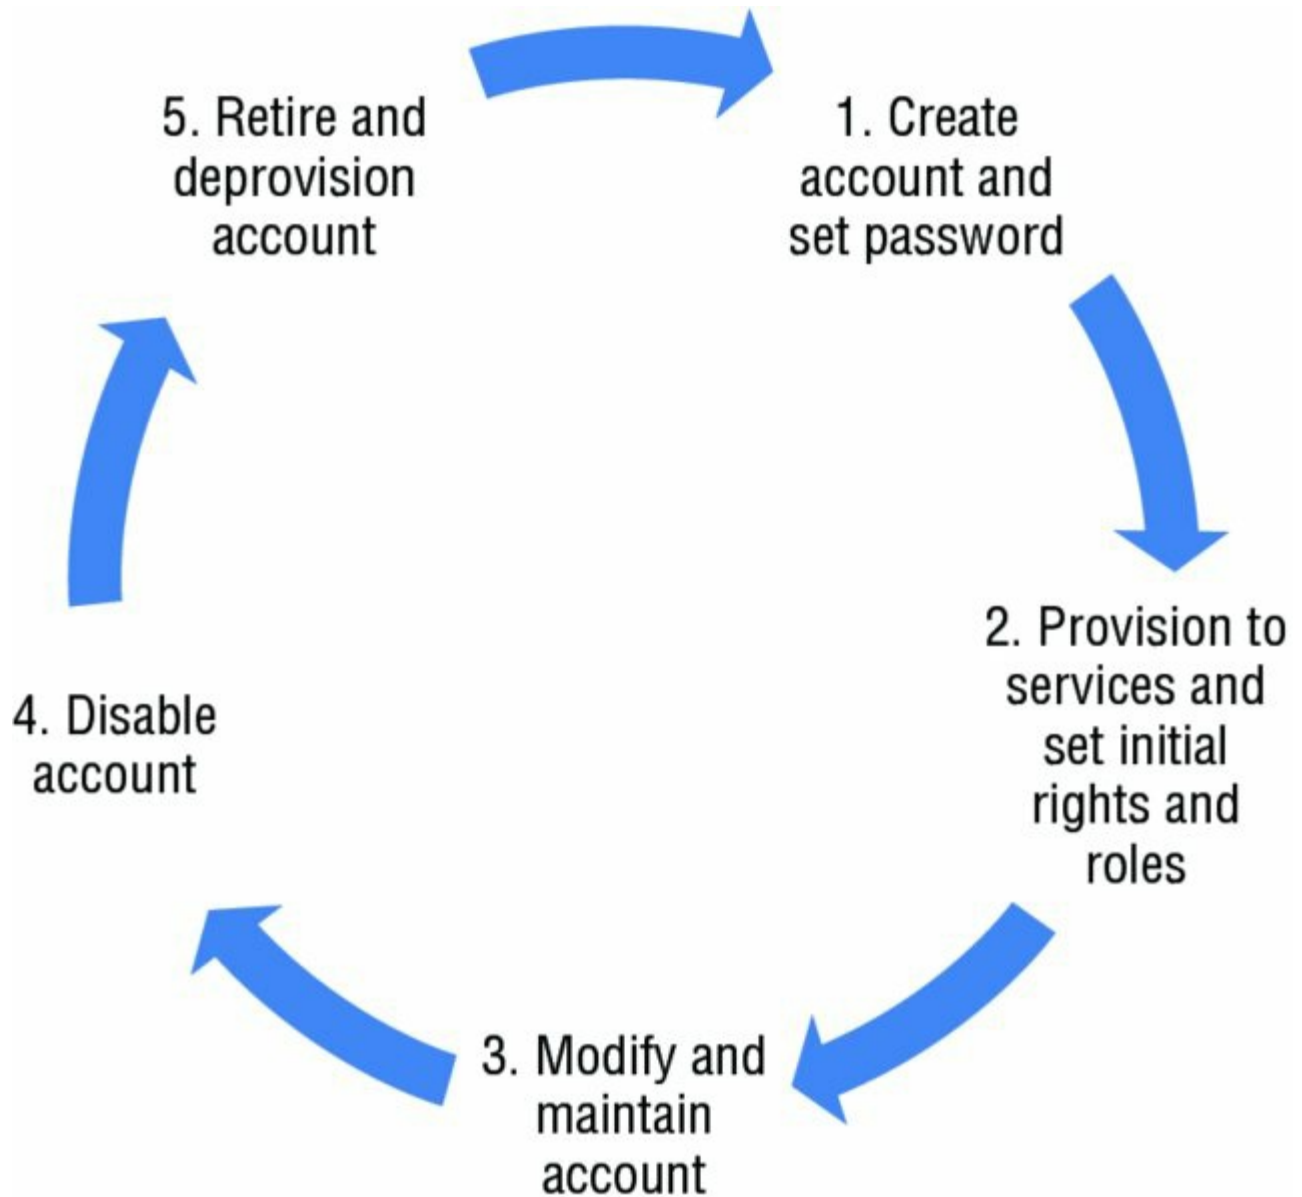 1. Create
account and
set password
2. Provision to
services and
set initial
rights and
roles
3. Modify and
maintain
account
4. Disable
account
5. Retire and
deprovision
account